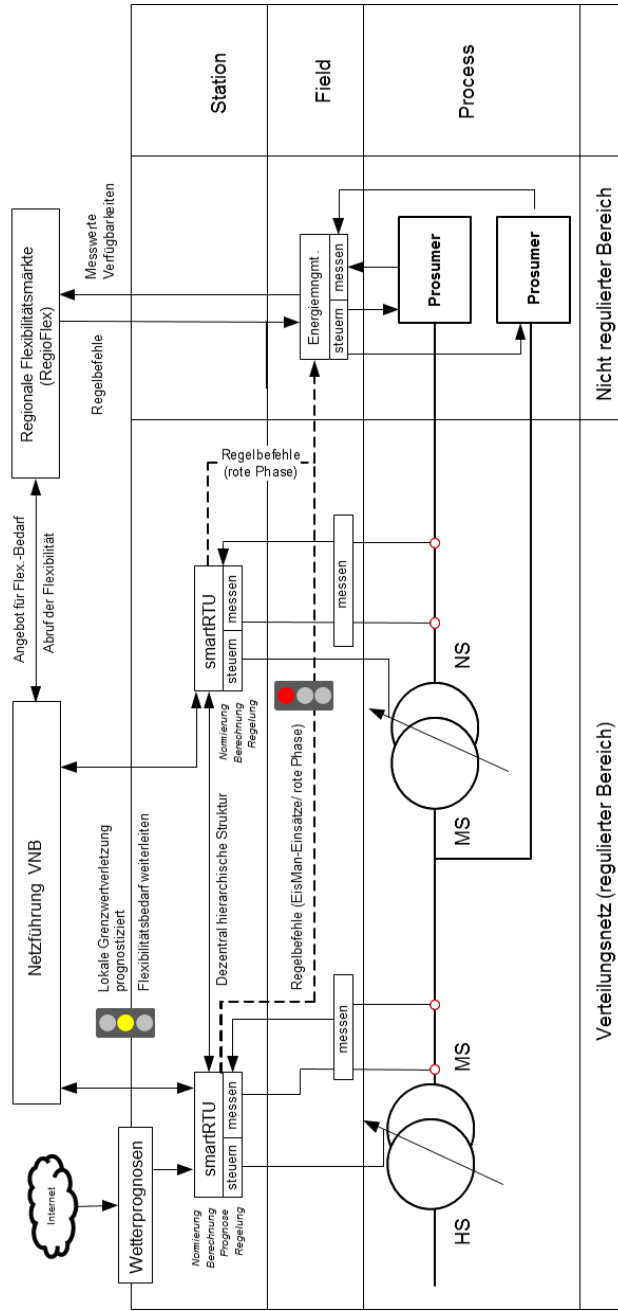 Internet
Wetterprognosen
Netzführung VNB
Angebot für Flex.-Bedarf
Abruf der Flexibilität
Regionale Flexibilitätsmärkte
(RegioFlex)
Lokale Grenzwertverletzung
prognostiziert
Flexibilitätsbedarf weiterleiten
Regelbefehle
Messwerte
Verfügbarkeiten
Normierung
Berechnung
Prognose
Regelung
smartRTU
steuern
messen
Dezentral hierarchische Struktur
Normierung
Berechnung
Regelung
smartRTU
steuern
messen
Regelbefehle
(rote Phase)
Station
Regelbefehle (EisMan-Einsätze/ rote Phase)
messen
messen
Energiemngmt.
steuern
messen
Field
HS
MS
MS
NS
Prosumer
Prosumer
Process
Verteilungsnetz (regulierter Bereich)
Nicht regulierter Bereich